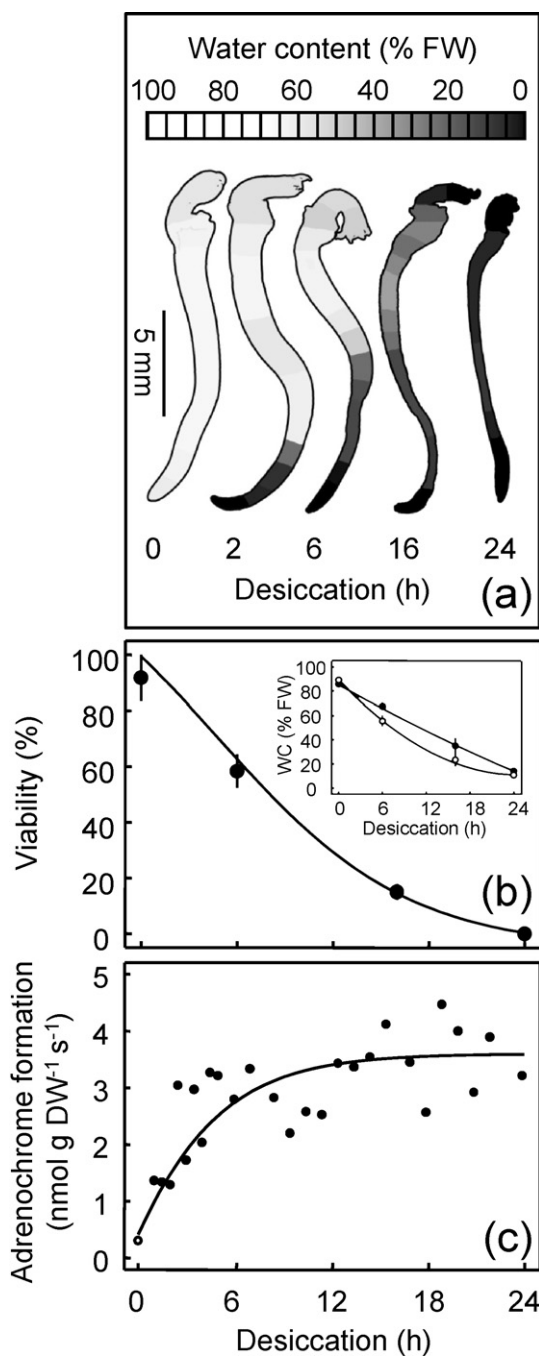 Water content (% FW)
100 80 60 40 20 0
5 mm
0 2 6 16 24
Desiccation (h)
(a)
100
80
60
40
20
0
Viability (%)
100
80
60
40
20
0
WC (% FW)
0 6 12 18 24
Desiccation (h)
(b)
5
4
3
2
1
0
Adrenochrome formation
(nmol g DW⁻¹ s⁻¹)
(c)
0 6 12 18 24
Desiccation (h)